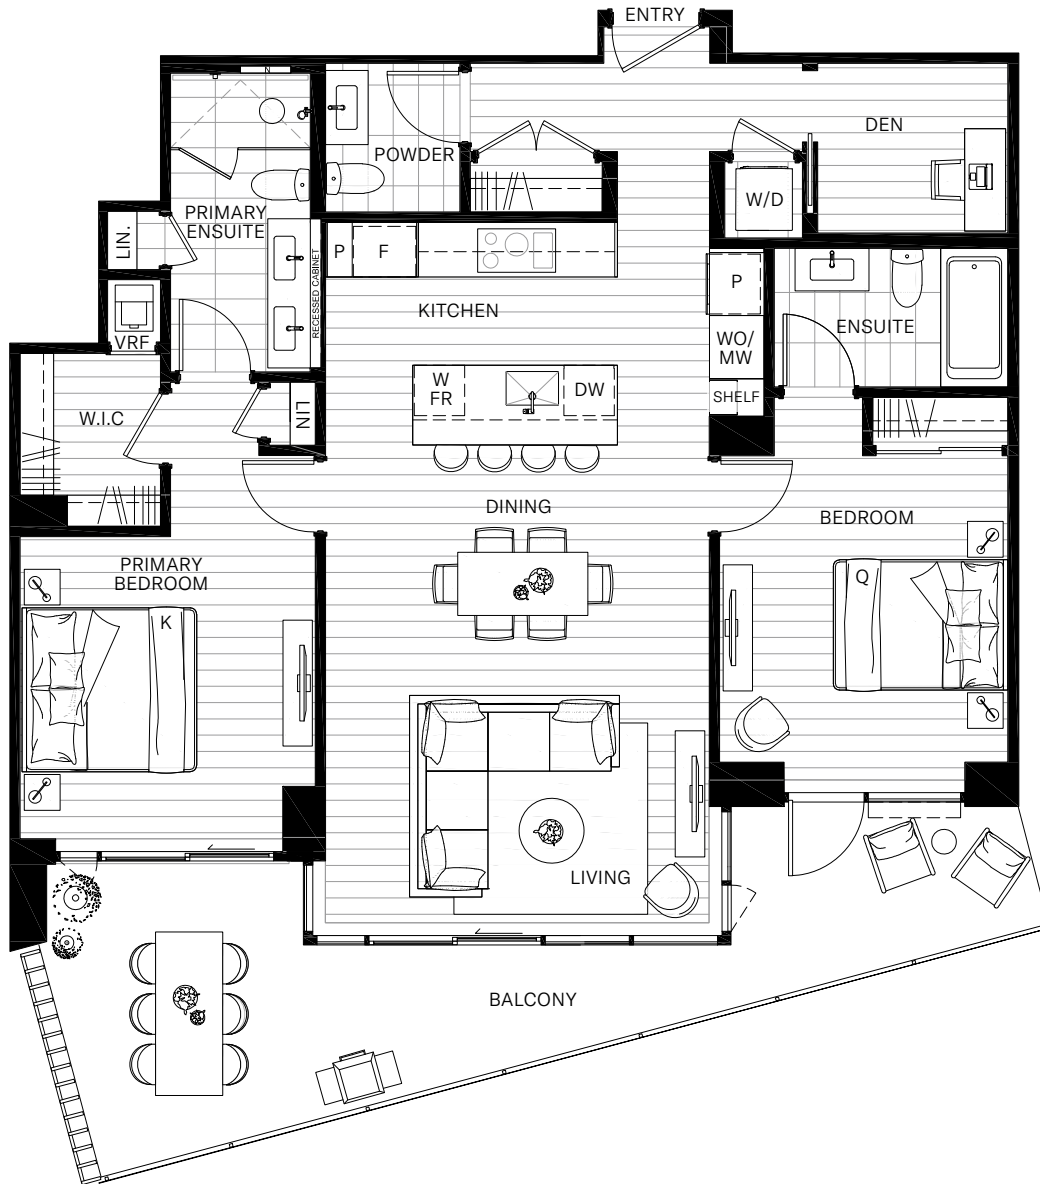 ENTRY
DEN
POWDER
W/D
PRIMARY
ENSUITE
LIN.
RECESSED CABINET
P
F
P
KITCHEN
ENSUITE
VRF
WO/
MW
W
FR
DW
SHELF
W.I.C
LIN
DINING
BEDROOM
PRIMARY
BEDROOM
Q
K
LIVING
BALCONY